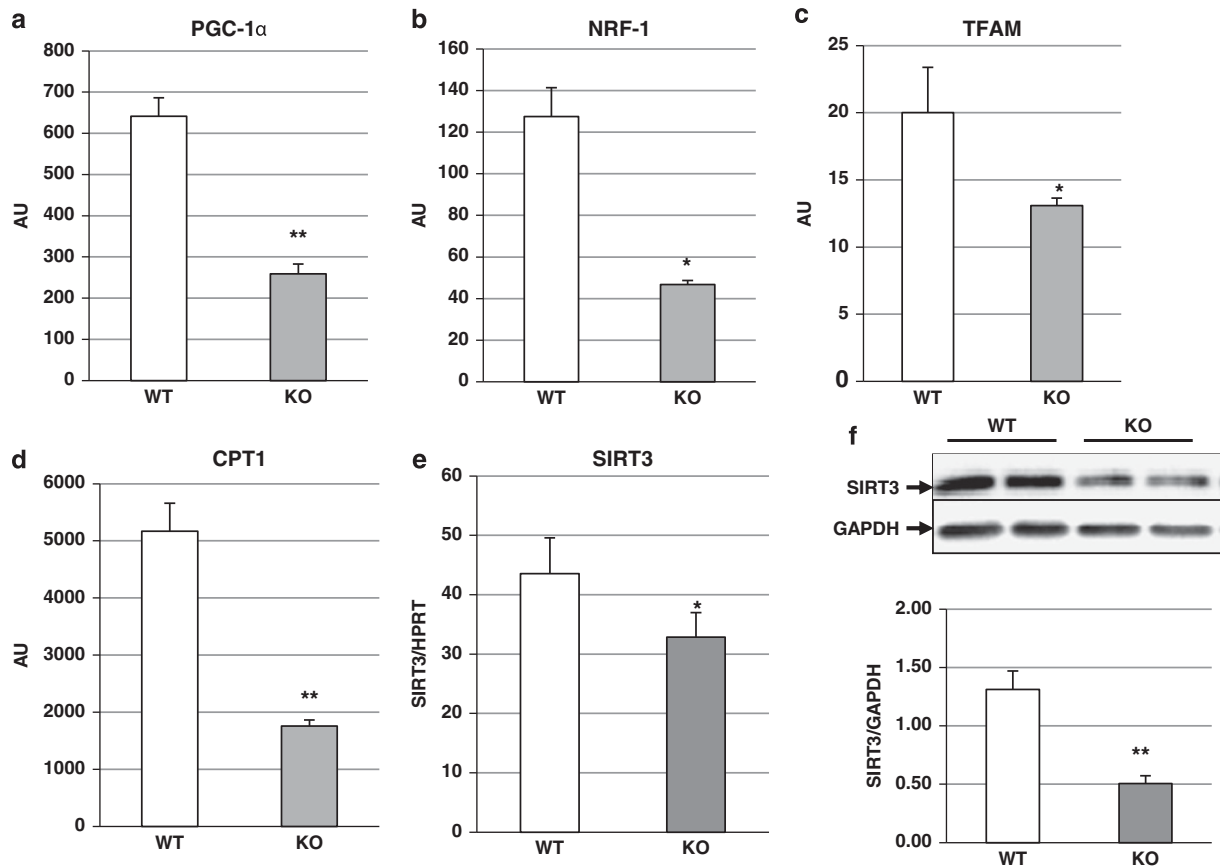 a
PGC-1α
800
700
600
500
400
300
200
100
0
AU
**
WT KO
b
NRF-1
160
140
120
100
80
60
40
20
0
AU
*
WT KO
c
TFAM
25
20
15
10
5
0
AU
*
WT KO
d
CPT1
6000
5000
4000
3000
2000
1000
0
AU
**
WT KO
e
SIRT3
60
50
40
30
20
10
0
SIRT3/HPRT
*
WT KO
f
WT KO
SIRT3
GAPDH
2.00
1.50
1.00
0.50
0.00
SIRT3/GAPDH
**
WT KO